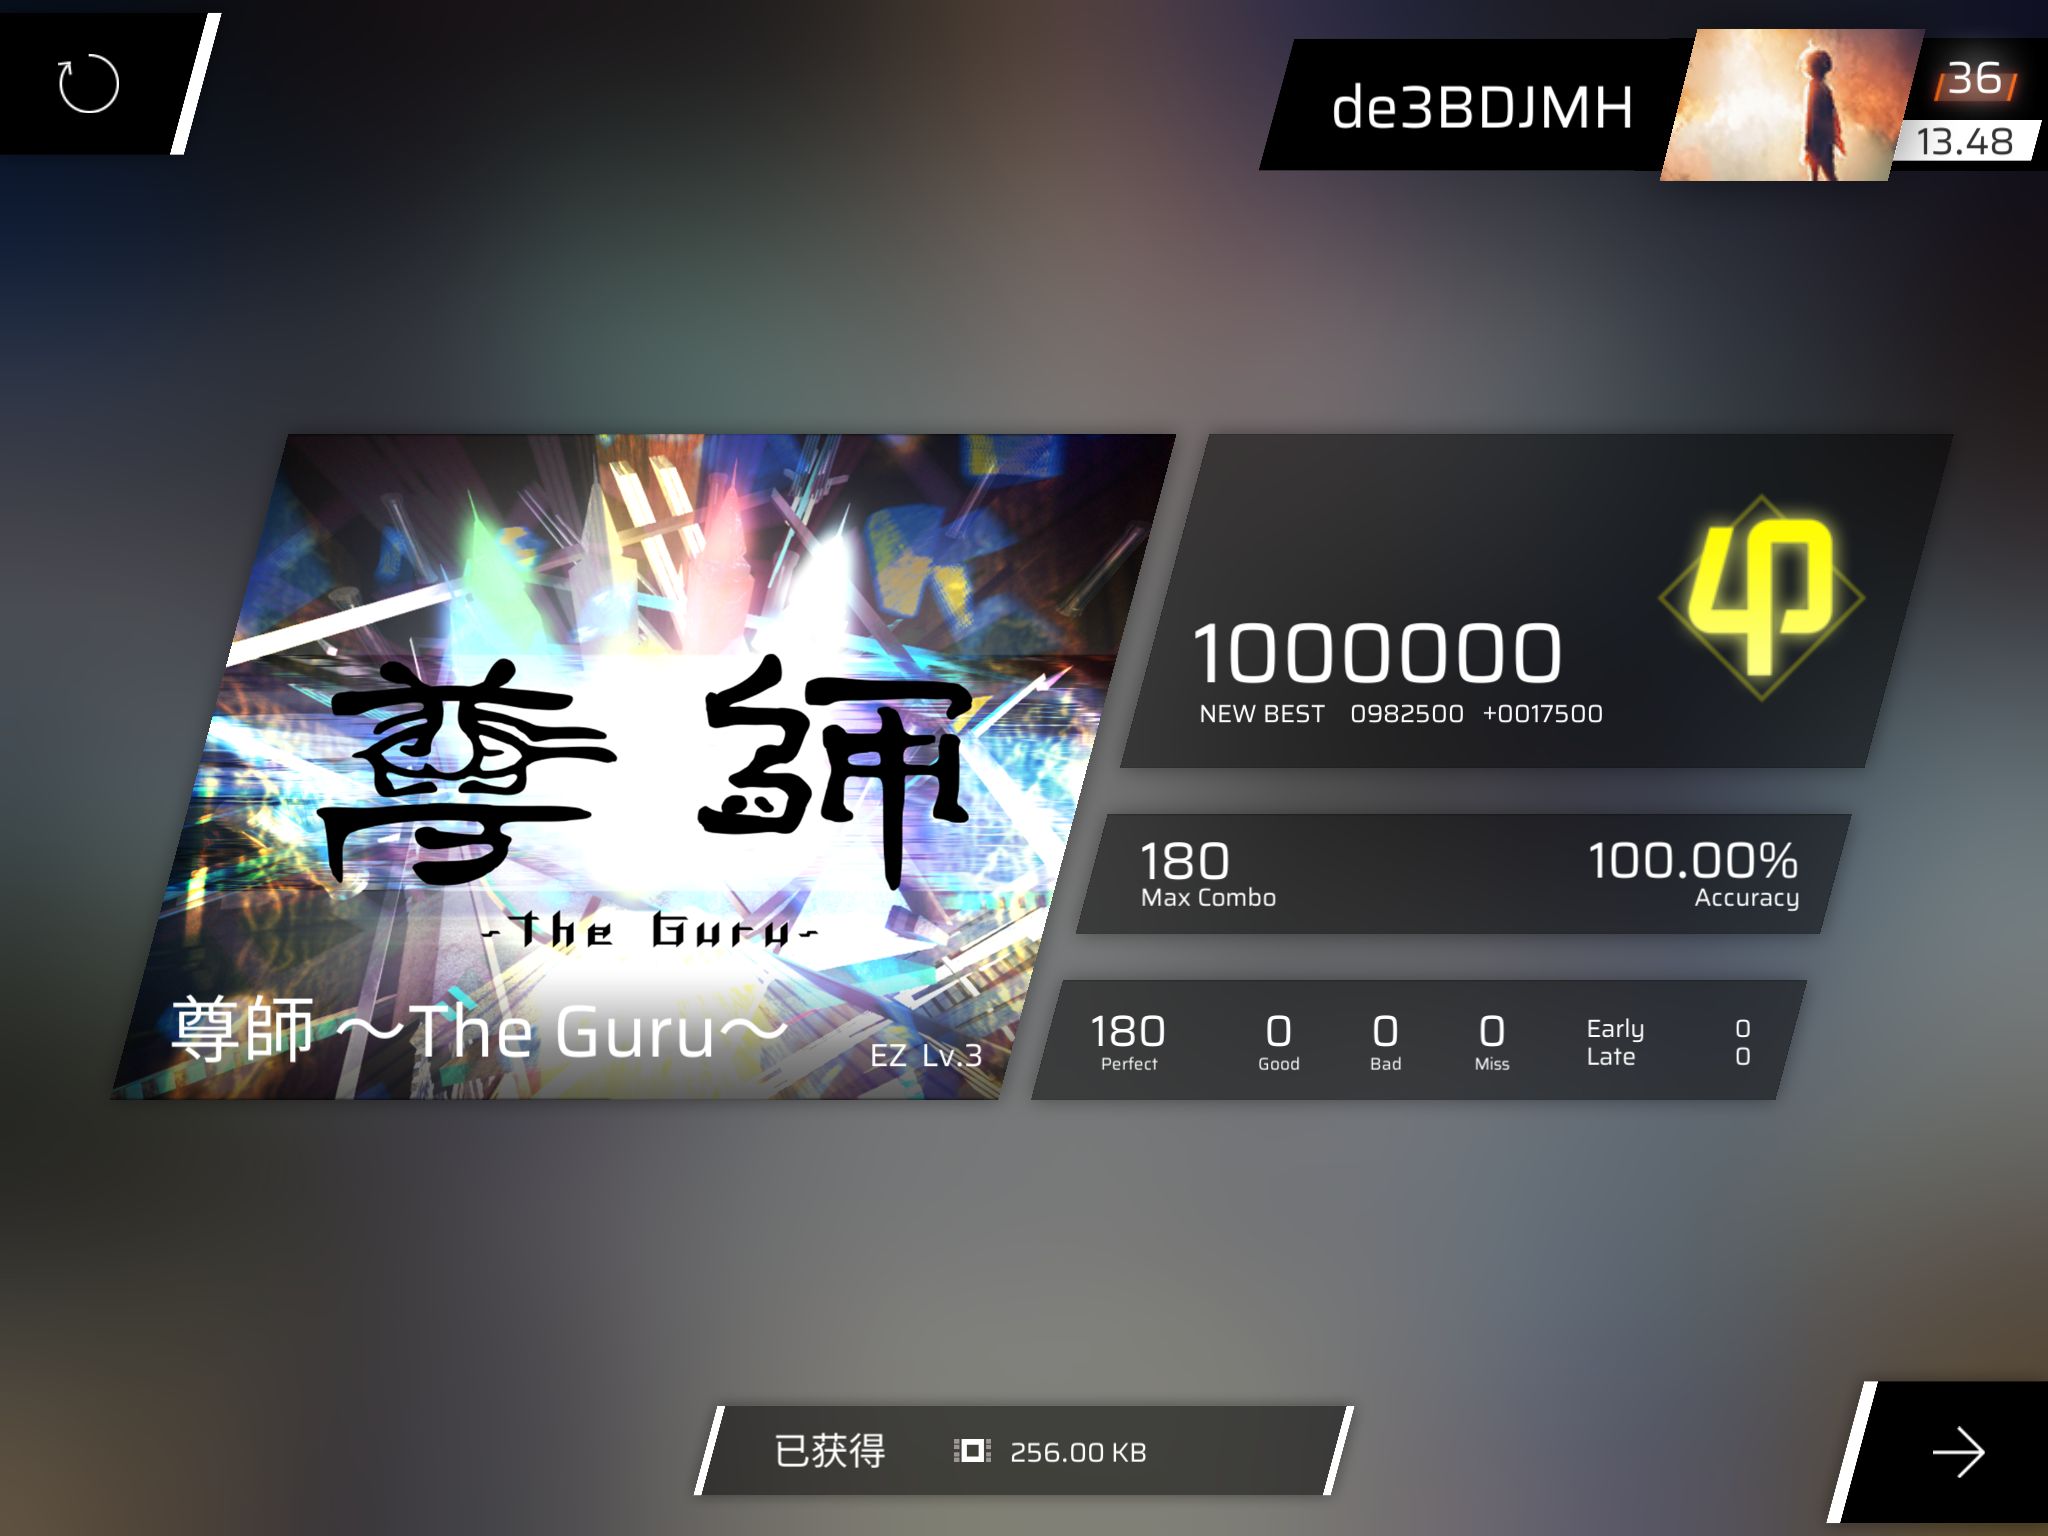 de3BDJMH
36
13.48
尊師
-The Guru-
尊師 ～The Guru～
EZ Lv.3
φ
1000000
NEW BEST 0982500 +0017500
180
Max Combo
100.00%
Accuracy
180 0 0 0
Perfect Good Bad Miss
Early 0
Late 0
已获得 256.00 KB